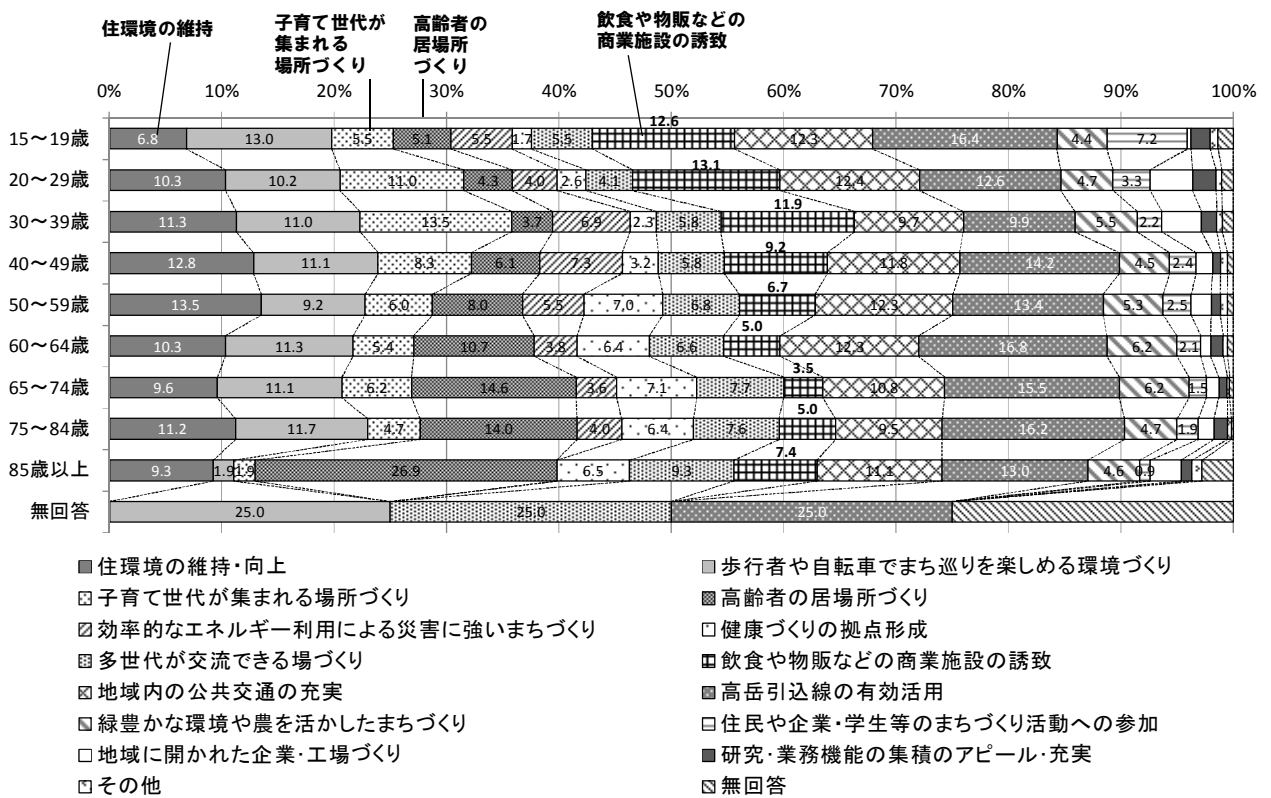 住環境の維持
子育て世代が
集まれる
場所づくり
高齢者の
居場所
づくり
飲食や物販などの
商業施設の誘致
0% 10% 20% 30% 40% 50% 60% 70% 80% 90% 100%
15～19歳 6.8 13.0 5.5 5.1 5.5 1.7 5.5 12.6 12.3 16.4 4.4 7.2
20～29歳 10.3 10.2 11.0 4.3 4.0 2.6 4.1 13.1 12.4 12.6 4.7 3.3
30～39歳 11.3 11.0 13.5 3.7 6.9 2.3 5.8 11.9 9.7 9.9 5.5 2.2
40～49歳 12.8 11.1 8.3 6.1 7.3 3.2 5.8 9.2 11.8 14.2 4.5 2.4
50～59歳 13.5 9.2 6.0 8.0 5.5 7.0 6.8 6.7 12.3 13.4 5.3 2.5
60～64歳 10.3 11.3 5.4 10.7 3.8 6.4 6.6 5.0 12.3 16.8 6.2 2.1
65～74歳 9.6 11.1 6.2 14.6 3.6 7.1 7.7 3.5 10.8 15.5 6.2 1.5
75～84歳 11.2 11.7 4.7 14.0 4.0 6.4 7.6 5.0 9.5 16.2 4.7 1.9
85歳以上 9.3 1.9 1.9 26.9 6.5 9.3 7.4 11.1 13.0 4.6 0.9
無回答 25.0 25.0 25.0
住環境の維持・向上
歩行者や自転車でまち巡りを楽しめる環境づくり
子育て世代が集まれる場所づくり
高齢者の居場所づくり
効率的なエネルギー利用による災害に強いまちづくり
健康づくりの拠点形成
多世代が交流できる場づくり
飲食や物販などの商業施設の誘致
地域内の公共交通の充実
高岳引込線の有効活用
緑豊かな環境や農を活かしたまちづくり
住民や企業・学生等のまちづくり活動への参加
地域に開かれた企業・工場づくり
研究・業務機能の集積のアピール・充実
その他
無回答